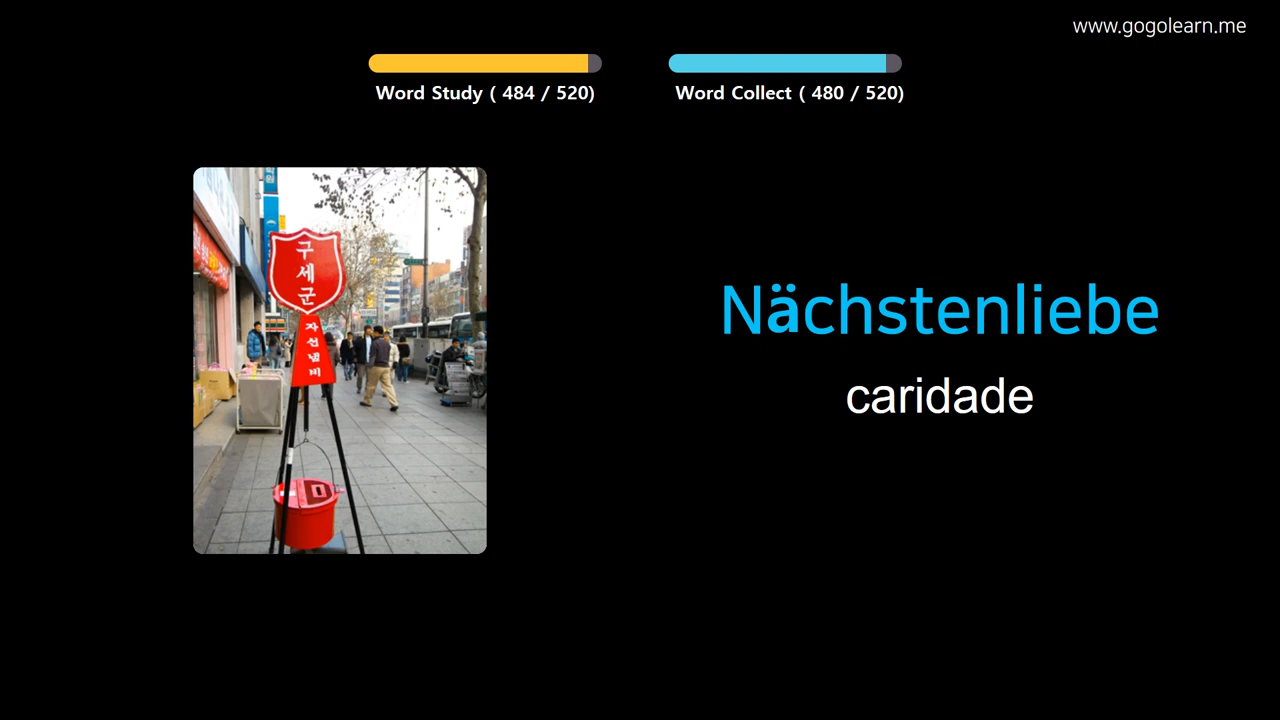 www.gogolearn.me
Word Study ( 484 / 520)
Word Collect ( 480 / 520)
구
세
군
자
선
냄
비
Nächstenliebe
caridade